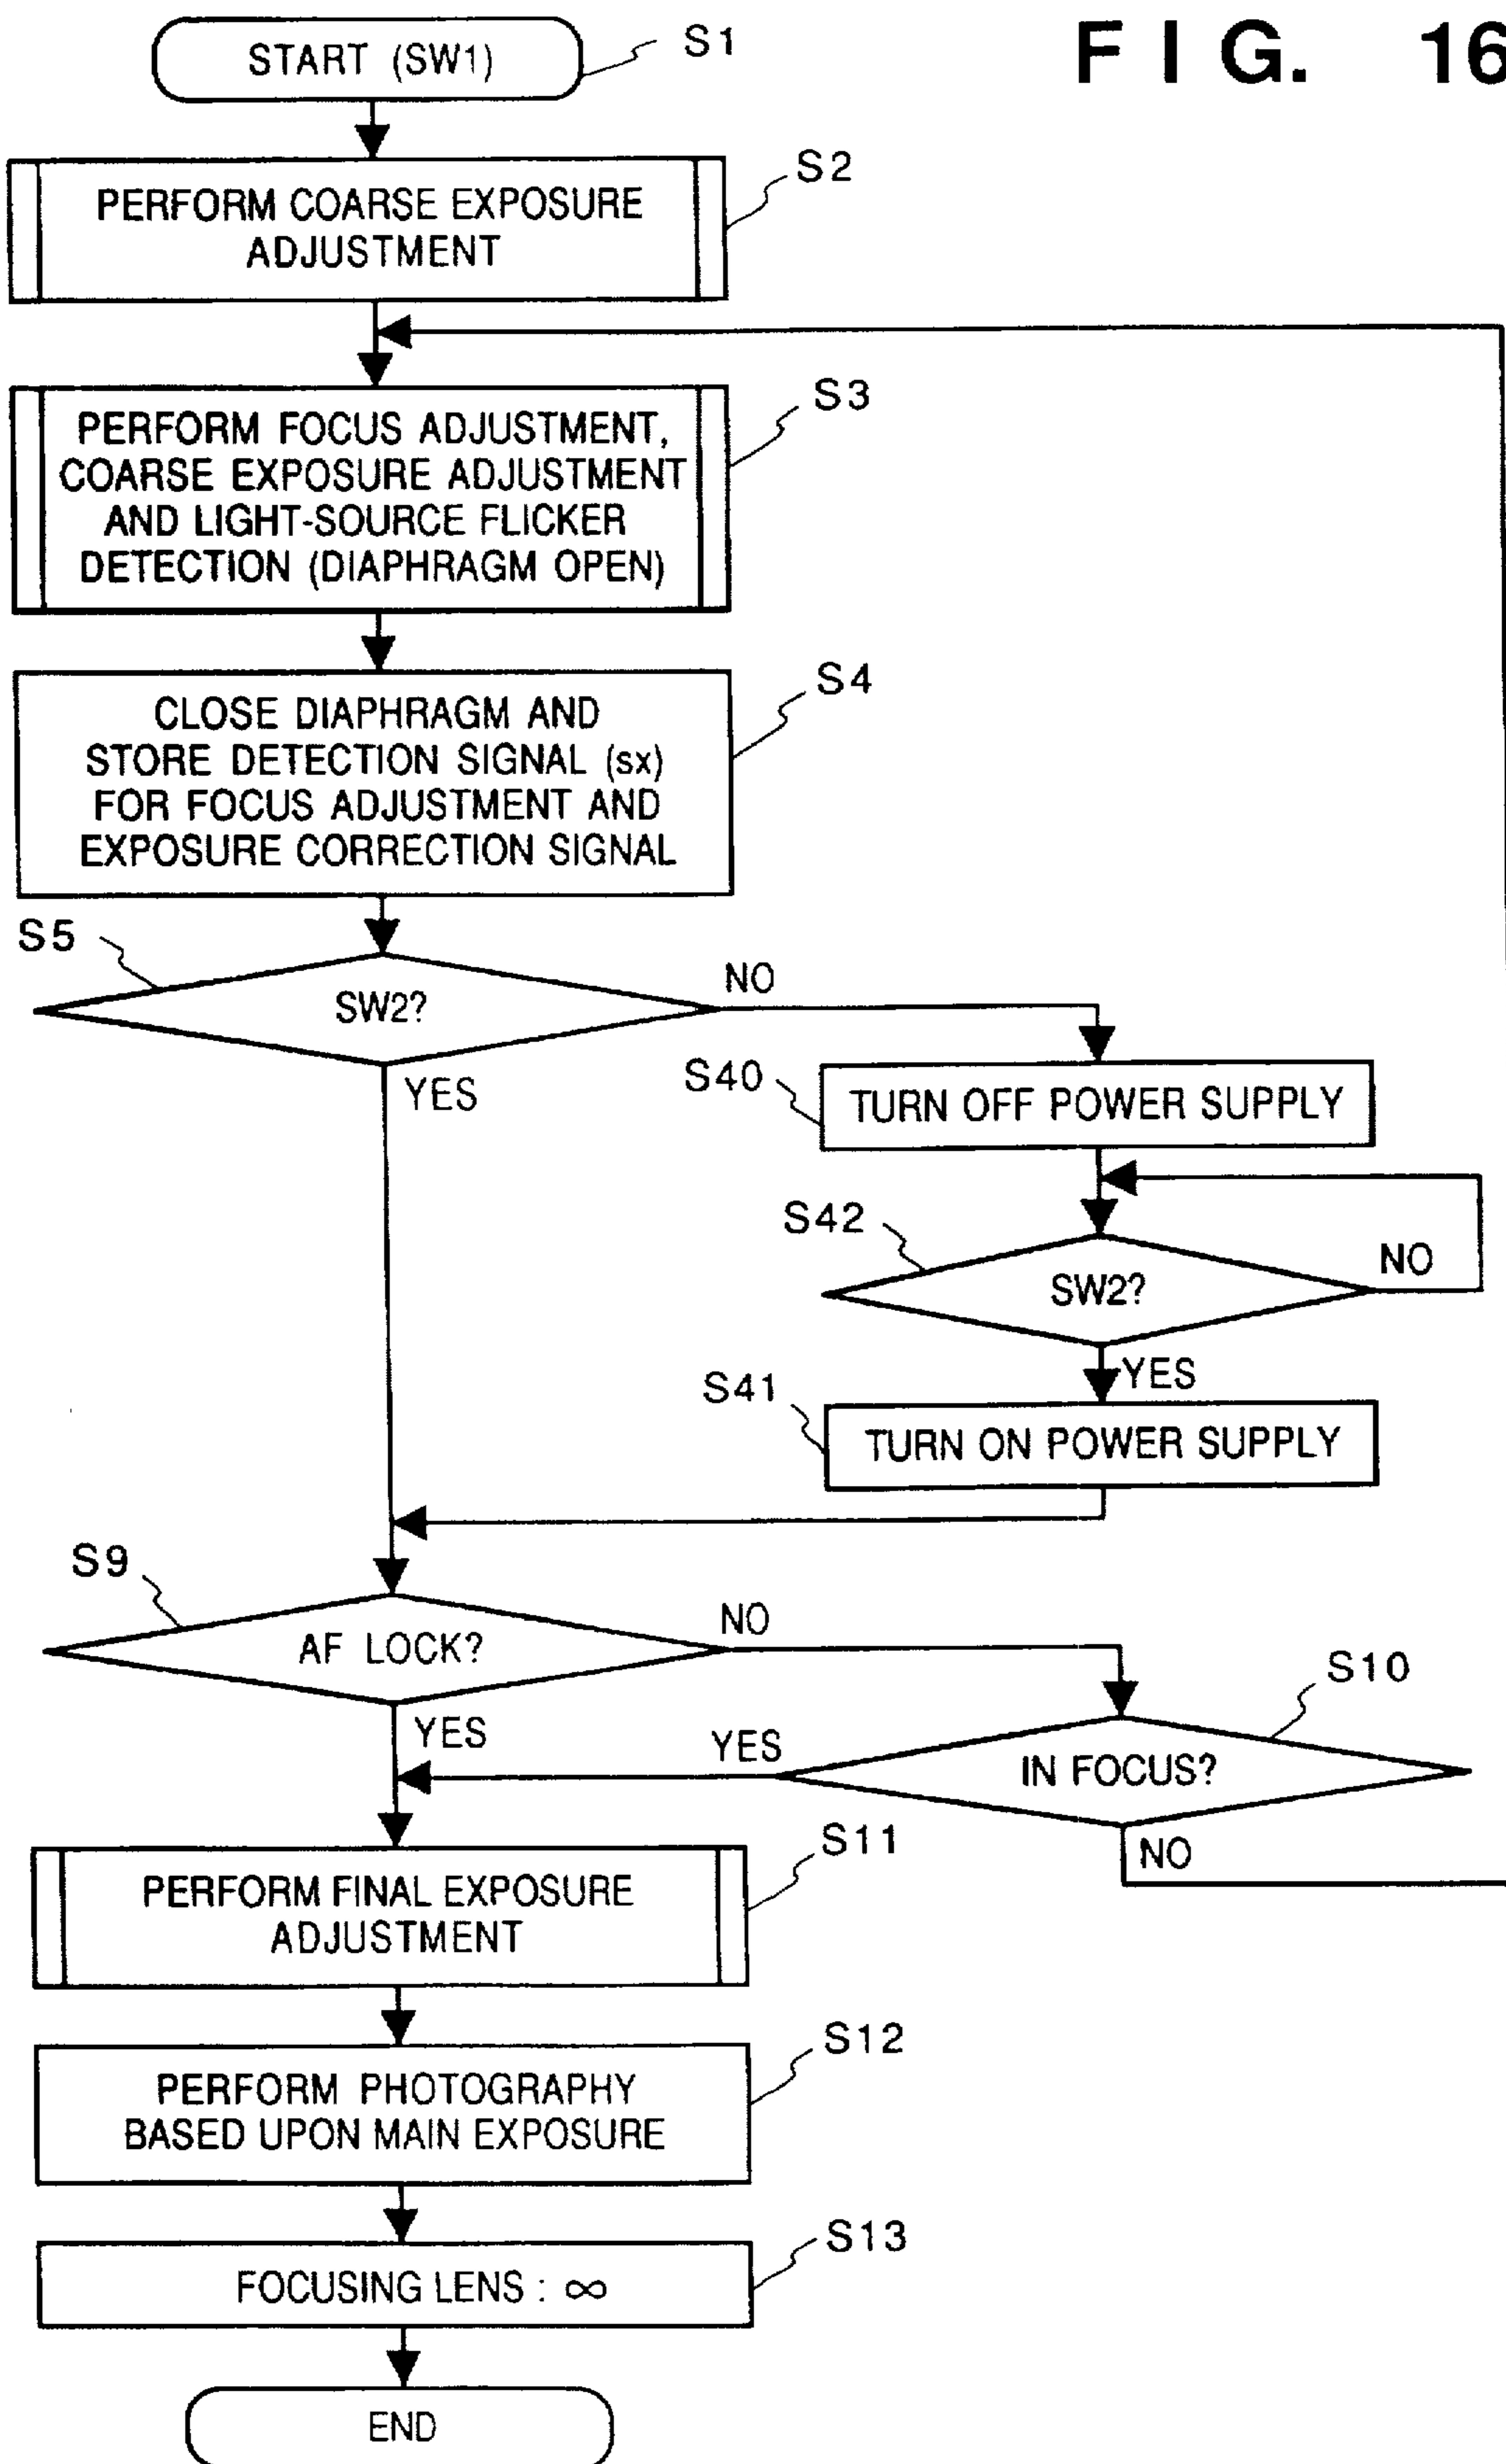 FIG. 16
START (SW1)
S1
PERFORM COARSE EXPOSURE
ADJUSTMENT
S2
PERFORM FOCUS ADJUSTMENT,
COARSE EXPOSURE ADJUSTMENT
AND LIGHT-SOURCE FLICKER
DETECTION (DIAPHRAGM OPEN)
S3
CLOSE DIAPHRAGM AND
STORE DETECTION SIGNAL (sx)
FOR FOCUS ADJUSTMENT AND
EXPOSURE CORRECTION SIGNAL
S4
S5
SW2?
NO
YES
S40
TURN OFF POWER SUPPLY
S42
SW2?
NO
YES
S41
TURN ON POWER SUPPLY
S9
AF LOCK?
NO
YES
S10
IN FOCUS?
YES
NO
PERFORM FINAL EXPOSURE
ADJUSTMENT
S11
PERFORM PHOTOGRAPHY
BASED UPON MAIN EXPOSURE
S12
FOCUSING LENS : ∞
S13
END